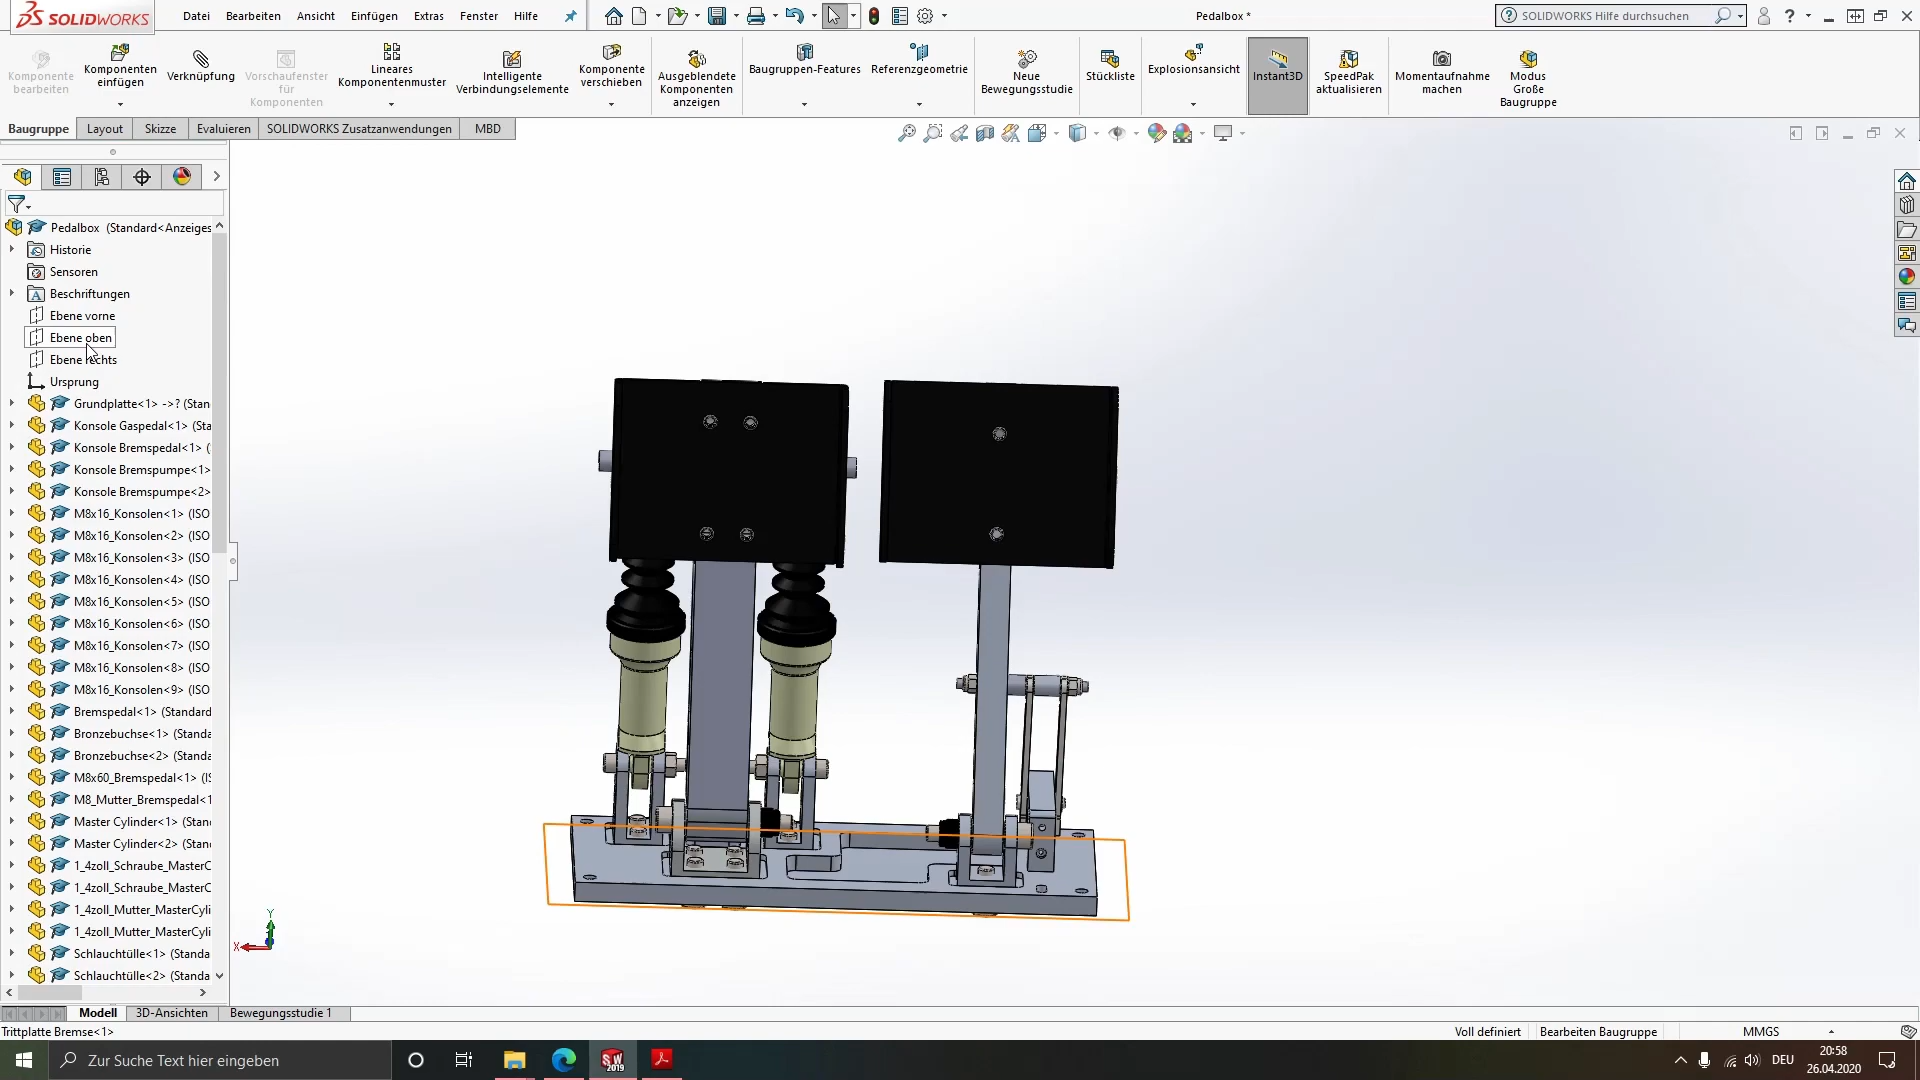 SOLIDWORKS
Datei Bearbeiten Ansicht Einfügen Extras Fenster Hilfe
Pedalbox *
SOLIDWORKS Hilfe durchsuchen
?
Komponente bearbeiten
Komponenten einfügen
Verknüpfung
Vorschaufenster für Komponenten
Lineares Komponentenmuster
Intelligente Verbindungselemente
Komponente verschieben
Ausgeblendete Komponenten anzeigen
Baugruppen-Features
Referenzgeometrie
Neue Bewegungsstudie
Stückliste
Explosionsansicht
Instant3D
SpeedPak aktualisieren
Momentaufnahme machen
Modus Große Baugruppe
Baugruppe Layout Skizze Evaluieren SOLIDWORKS Zusatzanwendungen MBD
Pedalbox (Standard<Anzeiges
Historie
Sensoren
Beschriftungen
Ebene vorne
Ebene oben
Ebene rechts
Ursprung
Grundplatte<1> ->? (Stan
Konsole Gaspedal<1> (Sta
Konsole Bremspedal<1> (
Konsole Bremspumpe<1>
Konsole Bremspumpe<2>
M8x16_Konsolen<1> (ISO
M8x16_Konsolen<2> (ISO
M8x16_Konsolen<3> (ISO
M8x16_Konsolen<4> (ISO
M8x16_Konsolen<5> (ISO
M8x16_Konsolen<6> (ISO
M8x16_Konsolen<7> (ISO
M8x16_Konsolen<8> (ISO
M8x16_Konsolen<9> (ISO
Bremspedal<1> (Standard
Bronzebuchse<1> (Standa
Bronzebuchse<2> (Standa
M8x60_Bremspedal<1> (IS
M8_Mutter_Bremspedal<1
Master Cylinder<1> (Stand
Master Cylinder<2> (Stan
1_4zoll_Schraube_MasterC
1_4zoll_Schraube_MasterC
1_4zoll_Mutter_MasterCyli
1_4zoll_Mutter_MasterCyli
Schlauchtülle<1> (Standa
Schlauchtülle<2> (Standa
Y
X
Modell 3D-Ansichten Bewegungsstudie 1
Trittplatte Bremse<1>
Voll definiert Bearbeiten Baugruppe MMGS
Zur Suche Text hier eingeben
SW 2019
DEU
20:58
26.04.2020